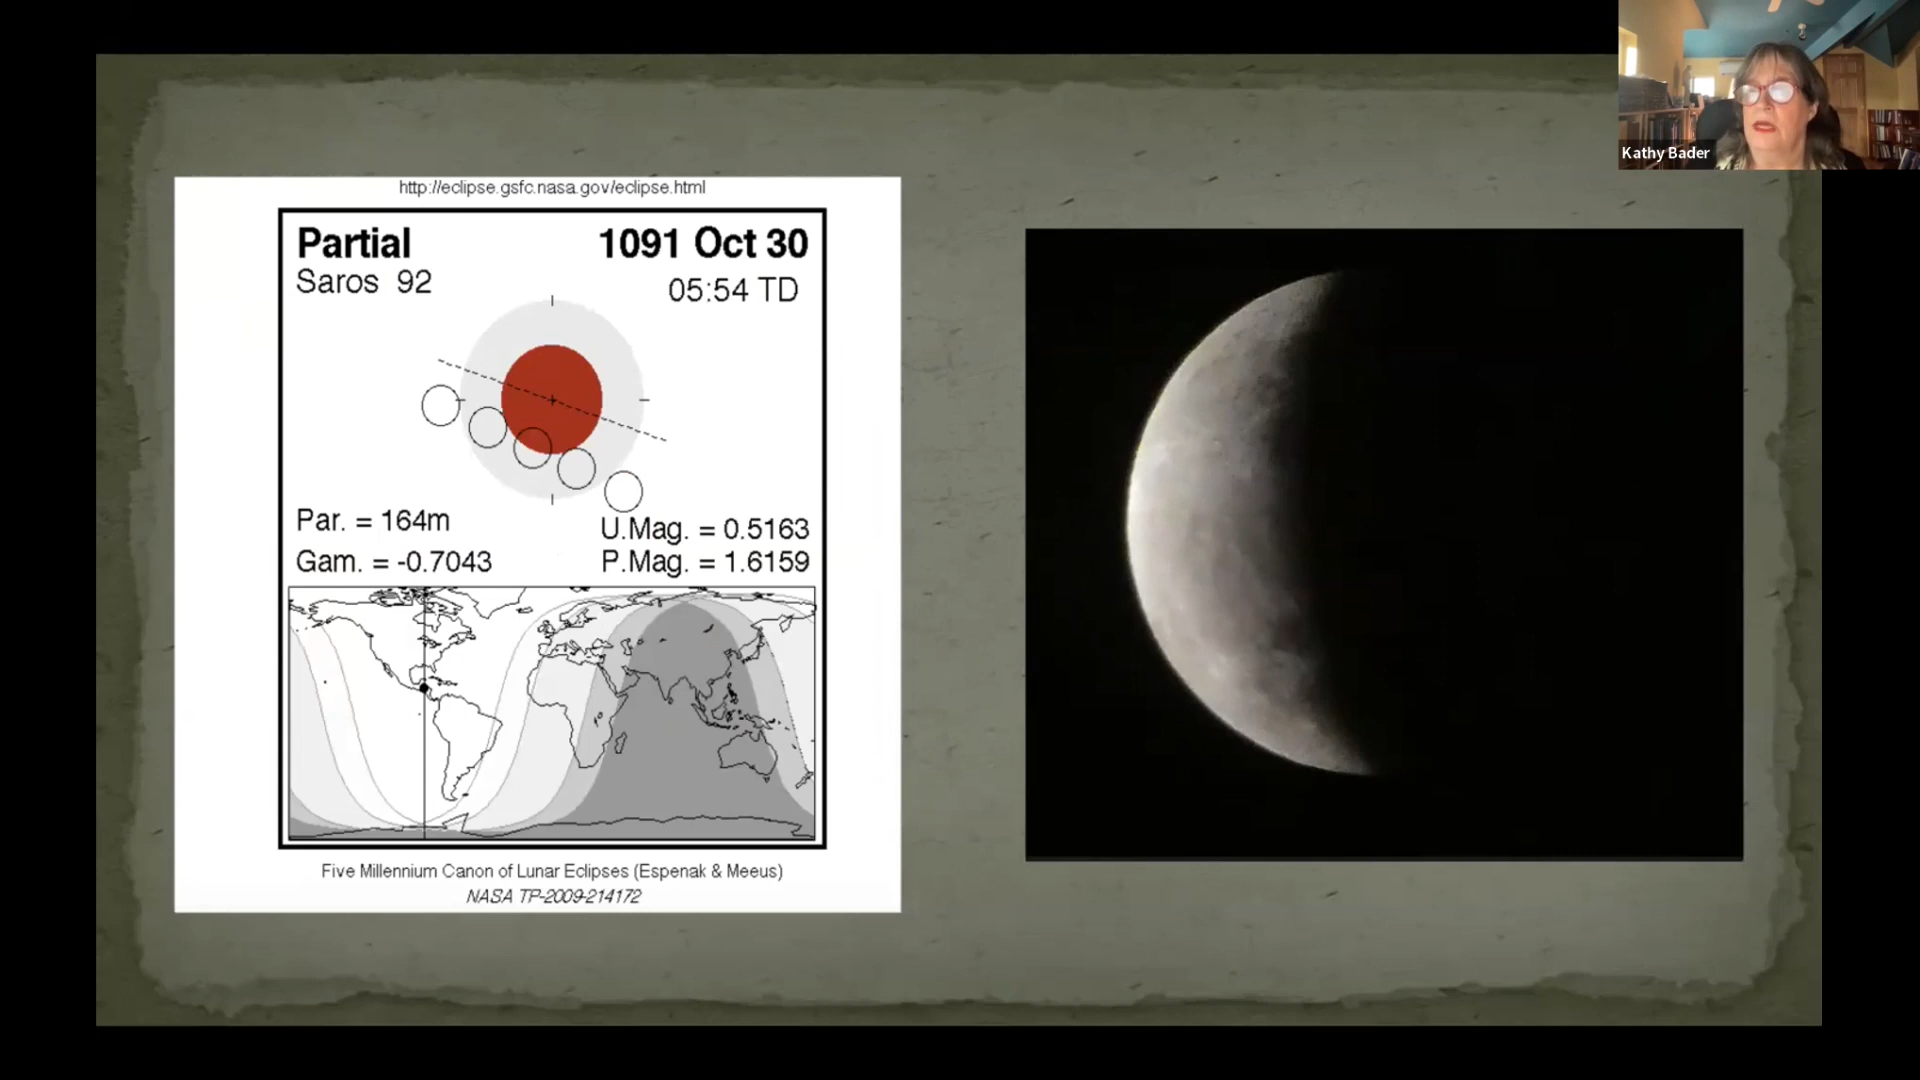 Kathy Bader
http://eclipse.gsfc.nasa.gov/eclipse.html
Partial 1091 Oct 30
Saros 92 05:54 TD
Par. = 164m U.Mag. = 0.5163
Gam. = -0.7043 P.Mag. = 1.6159
Five Millennium Canon of Lunar Eclipses (Espenak & Meeus)
NASA TP-2009-214172